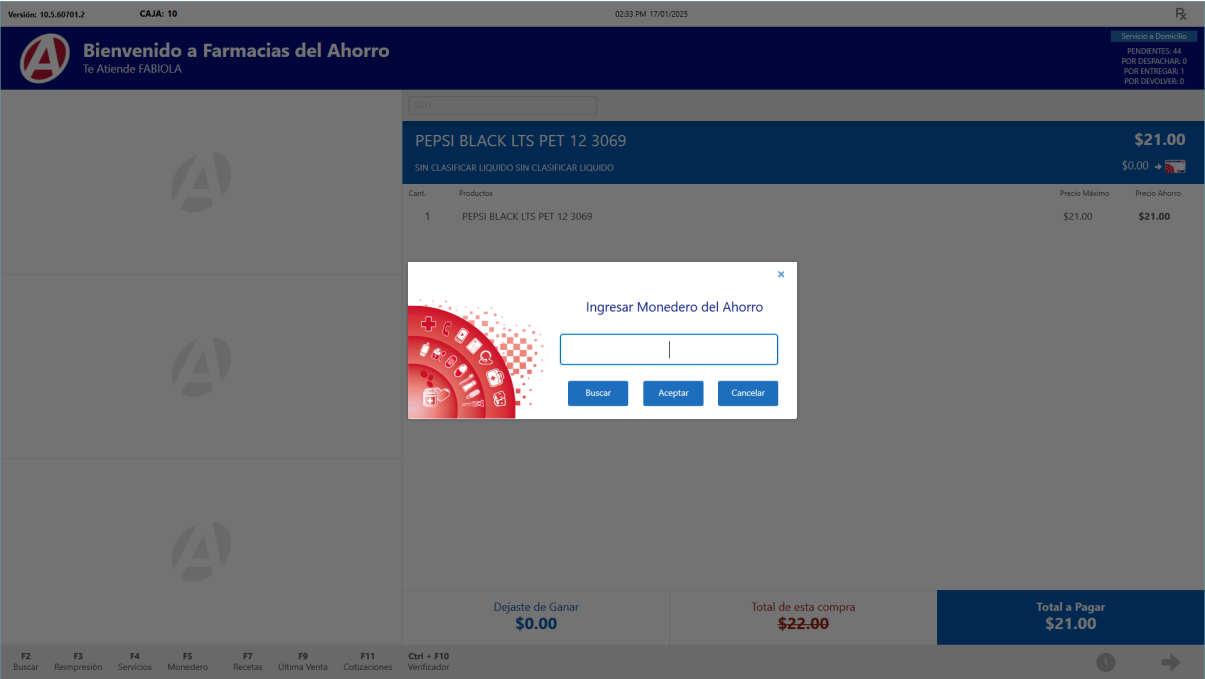 Versión: 10.5.60701.2 CAJA: 10 02:33 PM 17/01/2025 Rx
Bienvenido a Farmacias del Ahorro
Te Atiende FABIOLA
Servicio a Domicilio
PENDIENTES: 44
POR DESPACHAR: 0
POR ENTREGAR: 1
POR DEVOLVER: 0
SKU
PEPSI BLACK LTS PET 12 3069 $21.00
SIN CLASIFICAR LIQUIDO SIN CLASIFICAR LIQUIDO $0.00
Cant. Productos Precio Máximo Precio Ahorro
1 PEPSI BLACK LTS PET 12 3069 $21.00 $21.00
×
Ingresar Monedero del Ahorro
Buscar Aceptar Cancelar
Dejaste de Ganar
$0.00
Total de esta compra
$22.00
Total a Pagar
$21.00
F2 F3 F4 F5 F7 F9 F11 Ctrl + F10
Buscar Reimpresión Servicios Monedero Recetas Última Venta Cotizaciones Verificador